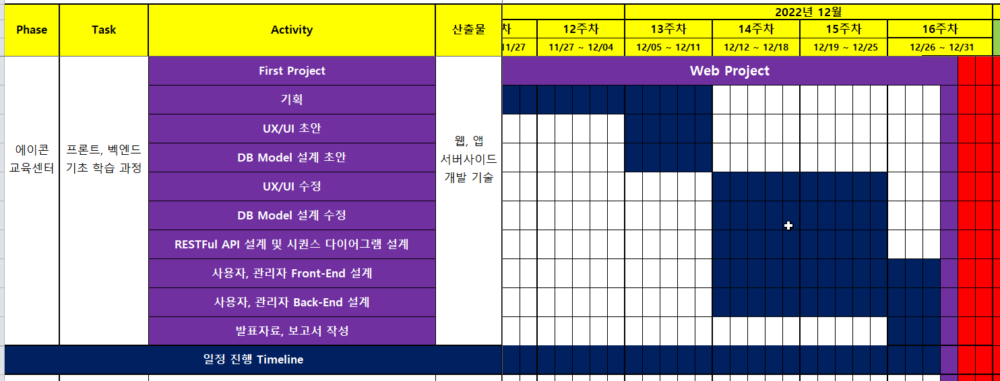 2022년 12월
Phase
Task
Activity
산출물
차
12주차
13주차
14주차
15주차
16주차
11/27
11/27 ~ 12/04
12/05 ~ 12/11
12/12 ~ 12/18
12/19 ~ 12/25
12/26 ~ 12/31
First Project
Web Project
기획
UX/UI 초안
DB Model 설계 초안
에이콘
교육센터
프론트, 벡엔드
기초 학습 과정
웹, 앱
서버사이드
개발 기술
UX/UI 수정
DB Model 설계 수정
RESTFul API 설계 및 시퀀스 다이어그램 설계
사용자, 관리자 Front-End 설계
사용자, 관리자 Back-End 설계
발표자료, 보고서 작성
일정 진행 Timeline